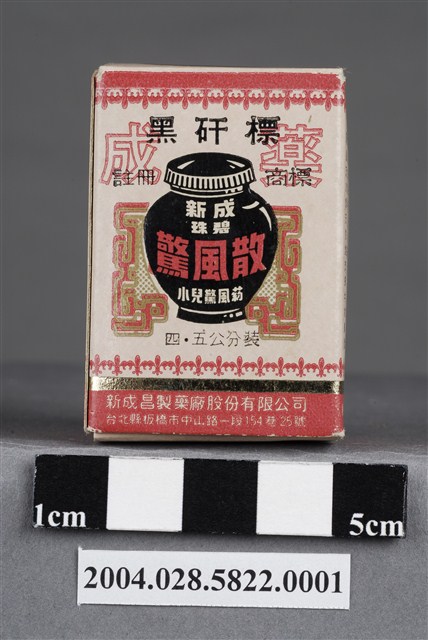 黑矸標
成藥
註冊 商標
新成
珠碧
驚風散
小兒驚風葯
四·五公分裝
新成昌製藥廠股份有限公司
台北縣板橋市中山路一段154巷25號
1cm 5cm
2004.028.5822.0001